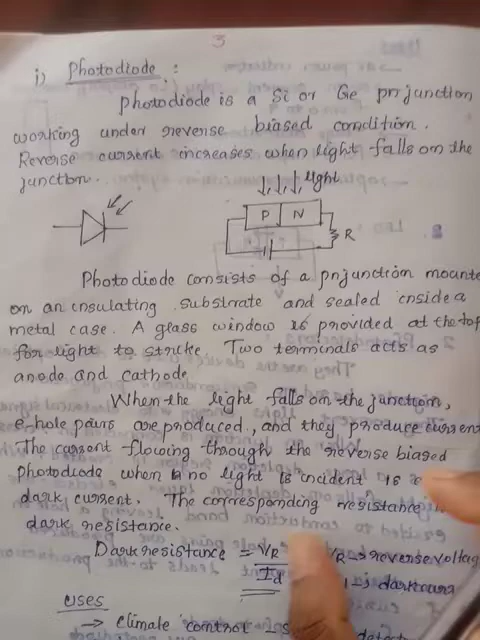 3
i) Photodiode :
Photodiode is a Si or Ge pn junction
working under reverse biased condition.
Reverse current increases when light falls on the
junction.
light
P N
R
Photodiode consists of a pn junction mounte
on an insulating substrate and sealed inside a
metal case. A glass window is provided at the top
for light to strike. Two terminals acts as
anode and cathode
When the light falls on the junction,
e-hole pairs are produced, and they produce current
The current flowing through the reverse biased
photodiode when no light is incident is
dark current. The corresponding resistance
dark resistance.
Dark resistance = VR / Id VR → reverse voltag
→ dark curr
Uses
→ Climate control